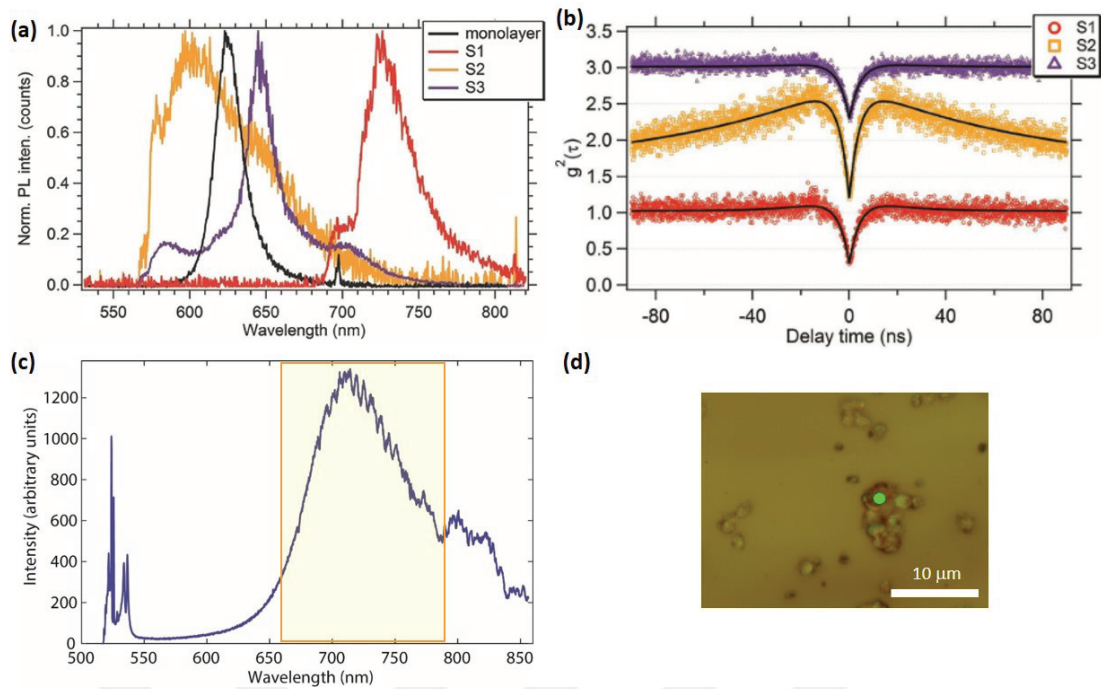 (a)
Norm. PL inten. (counts)
1.0
0.8
0.6
0.4
0.2
0.0
550
600
650
700
750
800
Wavelength (nm)
monolayer
S1
S2
S3
(b)
g²(τ)
3.5
3.0
2.5
2.0
1.5
1.0
0.5
0.0
-80
-40
0
40
80
Delay time (ns)
S1
S2
S3
(c)
Intensity (arbitrary units)
1200
1000
800
600
400
200
0
500
550
600
650
700
750
800
850
Wavelength (nm)
(d)
10 μm